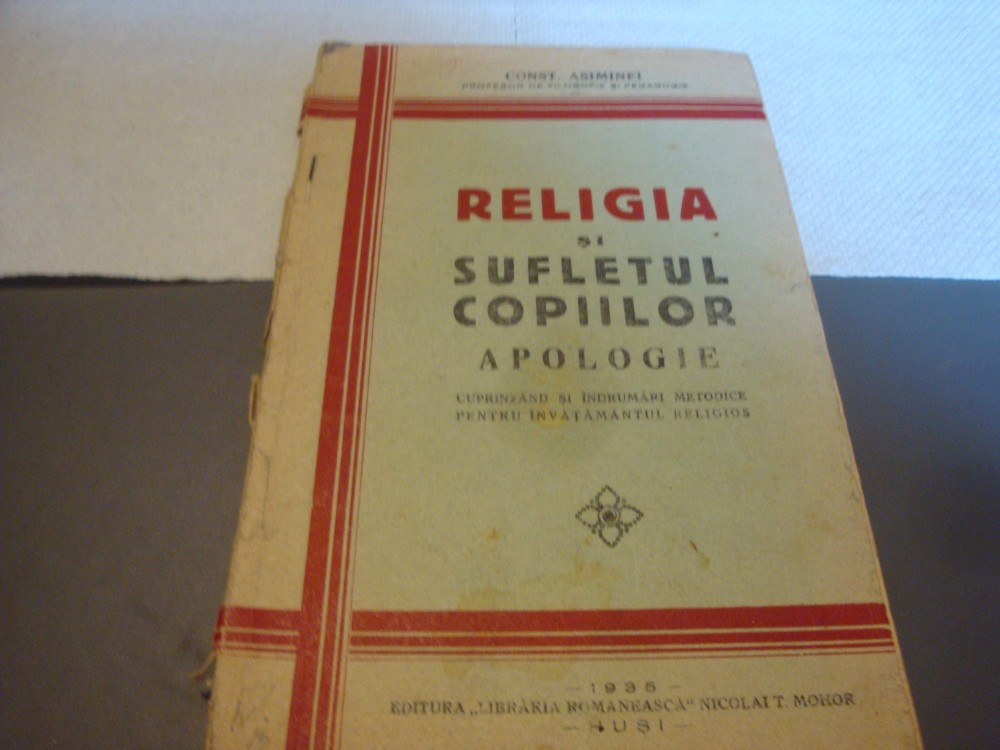 CONST. ASIMINEI
PROFESOR DE FILOSOFIE ȘI PEDAGOGIE
RELIGIA
ȘI
SUFLETUL
COPIILOR
APOLOGIE
CUPRINZÂND ȘI ÎNDRUMĂRI METODICE
PENTRU ÎNVĂȚĂMÂNTUL RELIGIOS
— 1935 —
EDITURA „LIBRĂRIA ROMÂNEASCĂ" NICOLAI T. MOHOR
— HUȘI —